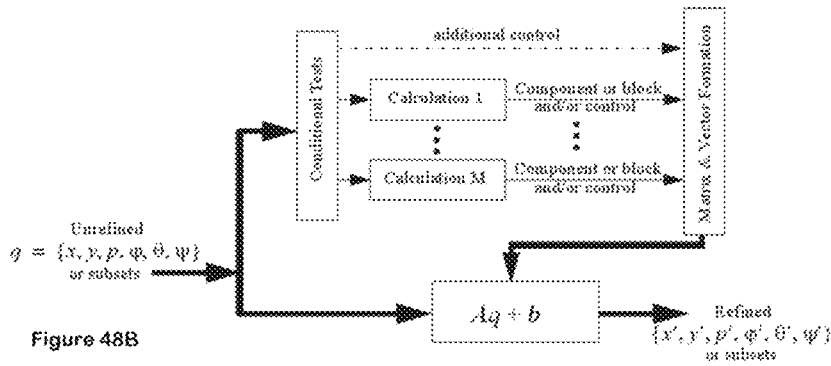 additional control
Conditional Tests
Calculation 1
Component or block
and/or control
Calculation M
Component or block
and/or control
Matrix & Vector Formation
Unrefined
q = {x, y, p, φ, θ, ψ}
or subsets
Aq + b
Refined
{x', y', p', φ', θ', ψ'}
or subsets
Figure 48B